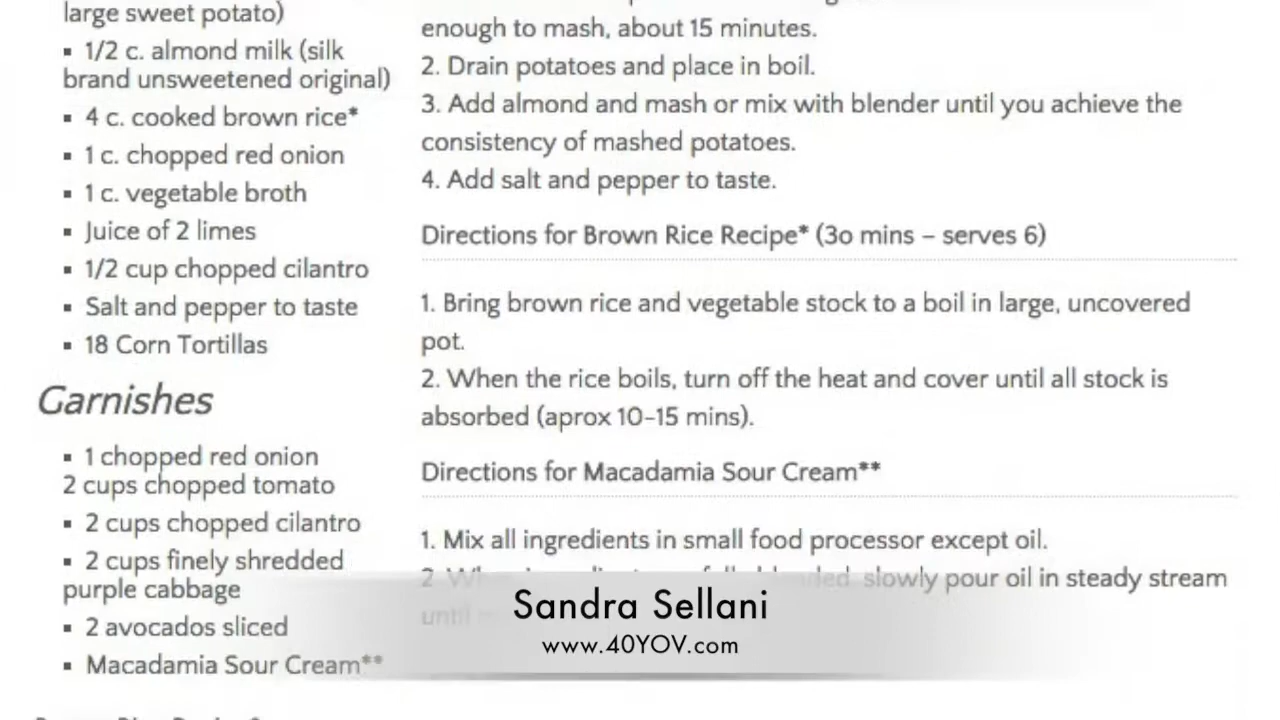 large sweet potato)
▪ 1/2 c. almond milk (silk
brand unsweetened original)
▪ 4 c. cooked brown rice*
▪ 1 c. chopped red onion
▪ 1 c. vegetable broth
▪ Juice of 2 limes
▪ 1/2 cup chopped cilantro
▪ Salt and pepper to taste
▪ 18 Corn Tortillas
Garnishes
▪ 1 chopped red onion
2 cups chopped tomato
▪ 2 cups chopped cilantro
▪ 2 cups finely shredded
purple cabbage
▪ 2 avocados sliced
▪ Macadamia Sour Cream**
enough to mash, about 15 minutes.
2. Drain potatoes and place in boil.
3. Add almond and mash or mix with blender until you achieve the
consistency of mashed potatoes.
4. Add salt and pepper to taste.
Directions for Brown Rice Recipe* (3o mins – serves 6)
1. Bring brown rice and vegetable stock to a boil in large, uncovered
pot.
2. When the rice boils, turn off the heat and cover until all stock is
absorbed (aprox 10-15 mins).
Directions for Macadamia Sour Cream**
1. Mix all ingredients in small food processor except oil.
2. slowly pour oil in steady stream
until
Sandra Sellani
www.40YOV.com